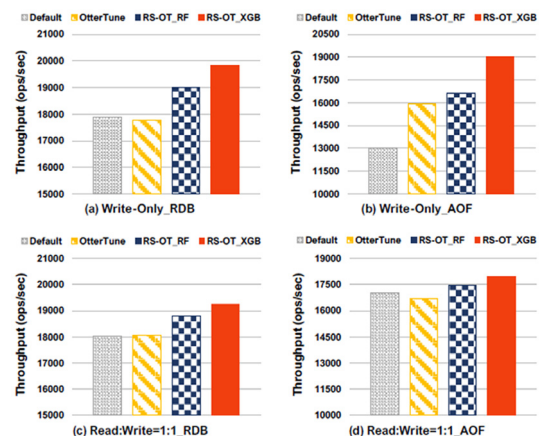 Default OtterTune RS-OT_RF RS-OT_XGB
Throughput (ops/sec)
21000
20000
19000
18000
17000
16000
15000
(a) Write-Only_RDB
Default OtterTune RS-OT_RF RS-OT_XGB
Throughput (ops/sec)
20500
19000
17500
16000
14500
13000
11500
10000
(b) Write-Only_AOF
Default OtterTune RS-OT_RF RS-OT_XGB
Throughput (ops/sec)
21000
20000
19000
18000
17000
16000
15000
(c) Read:Write=1:1_RDB
Default OtterTune RS-OT_RF RS-OT_XGB
Throughput (ops/sec)
19000
17500
16000
14500
13000
11500
10000
(d) Read:Write=1:1_AOF